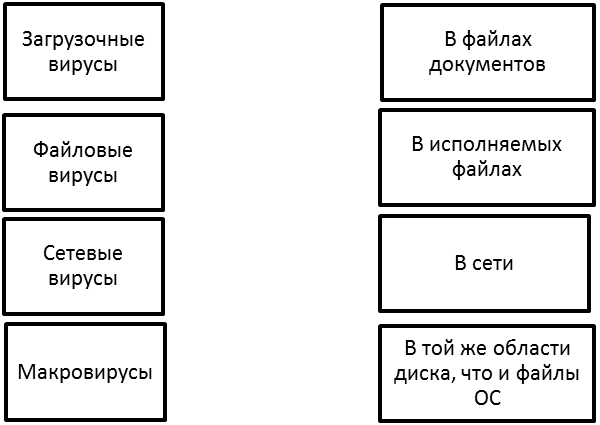 Загрузочные
вирусы
В файлах
документов
Файловые
вирусы
В исполняемых
файлах
Сетевые
вирусы
В сети
Макровирусы
В той же области
диска, что и файлы
ОС